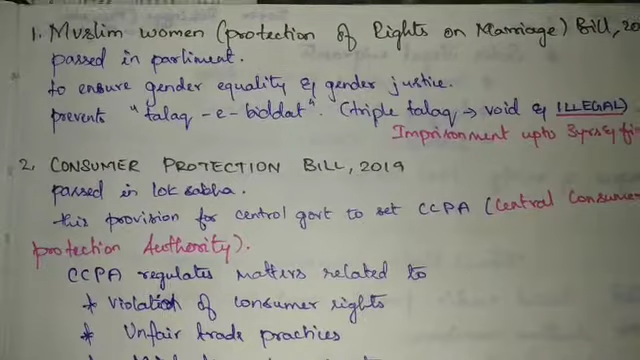 1. Muslim women (protection of Rights on Marriage) Bill, 20
passed in parliment.
to ensure gender equality & gender justice.
prevents "talaq-e-biddat". (triple talaq → void & ILLEGAL)
Imprisonment upto 3yrs & fin
2. CONSUMER PROTECTION BILL, 2019
passed in lok sabha.
this provision for central govt to set CCPA (Central Consumer
protection Authority).
CCPA regulates matters related to
* violation of consumer rights
* Unfair trade practices